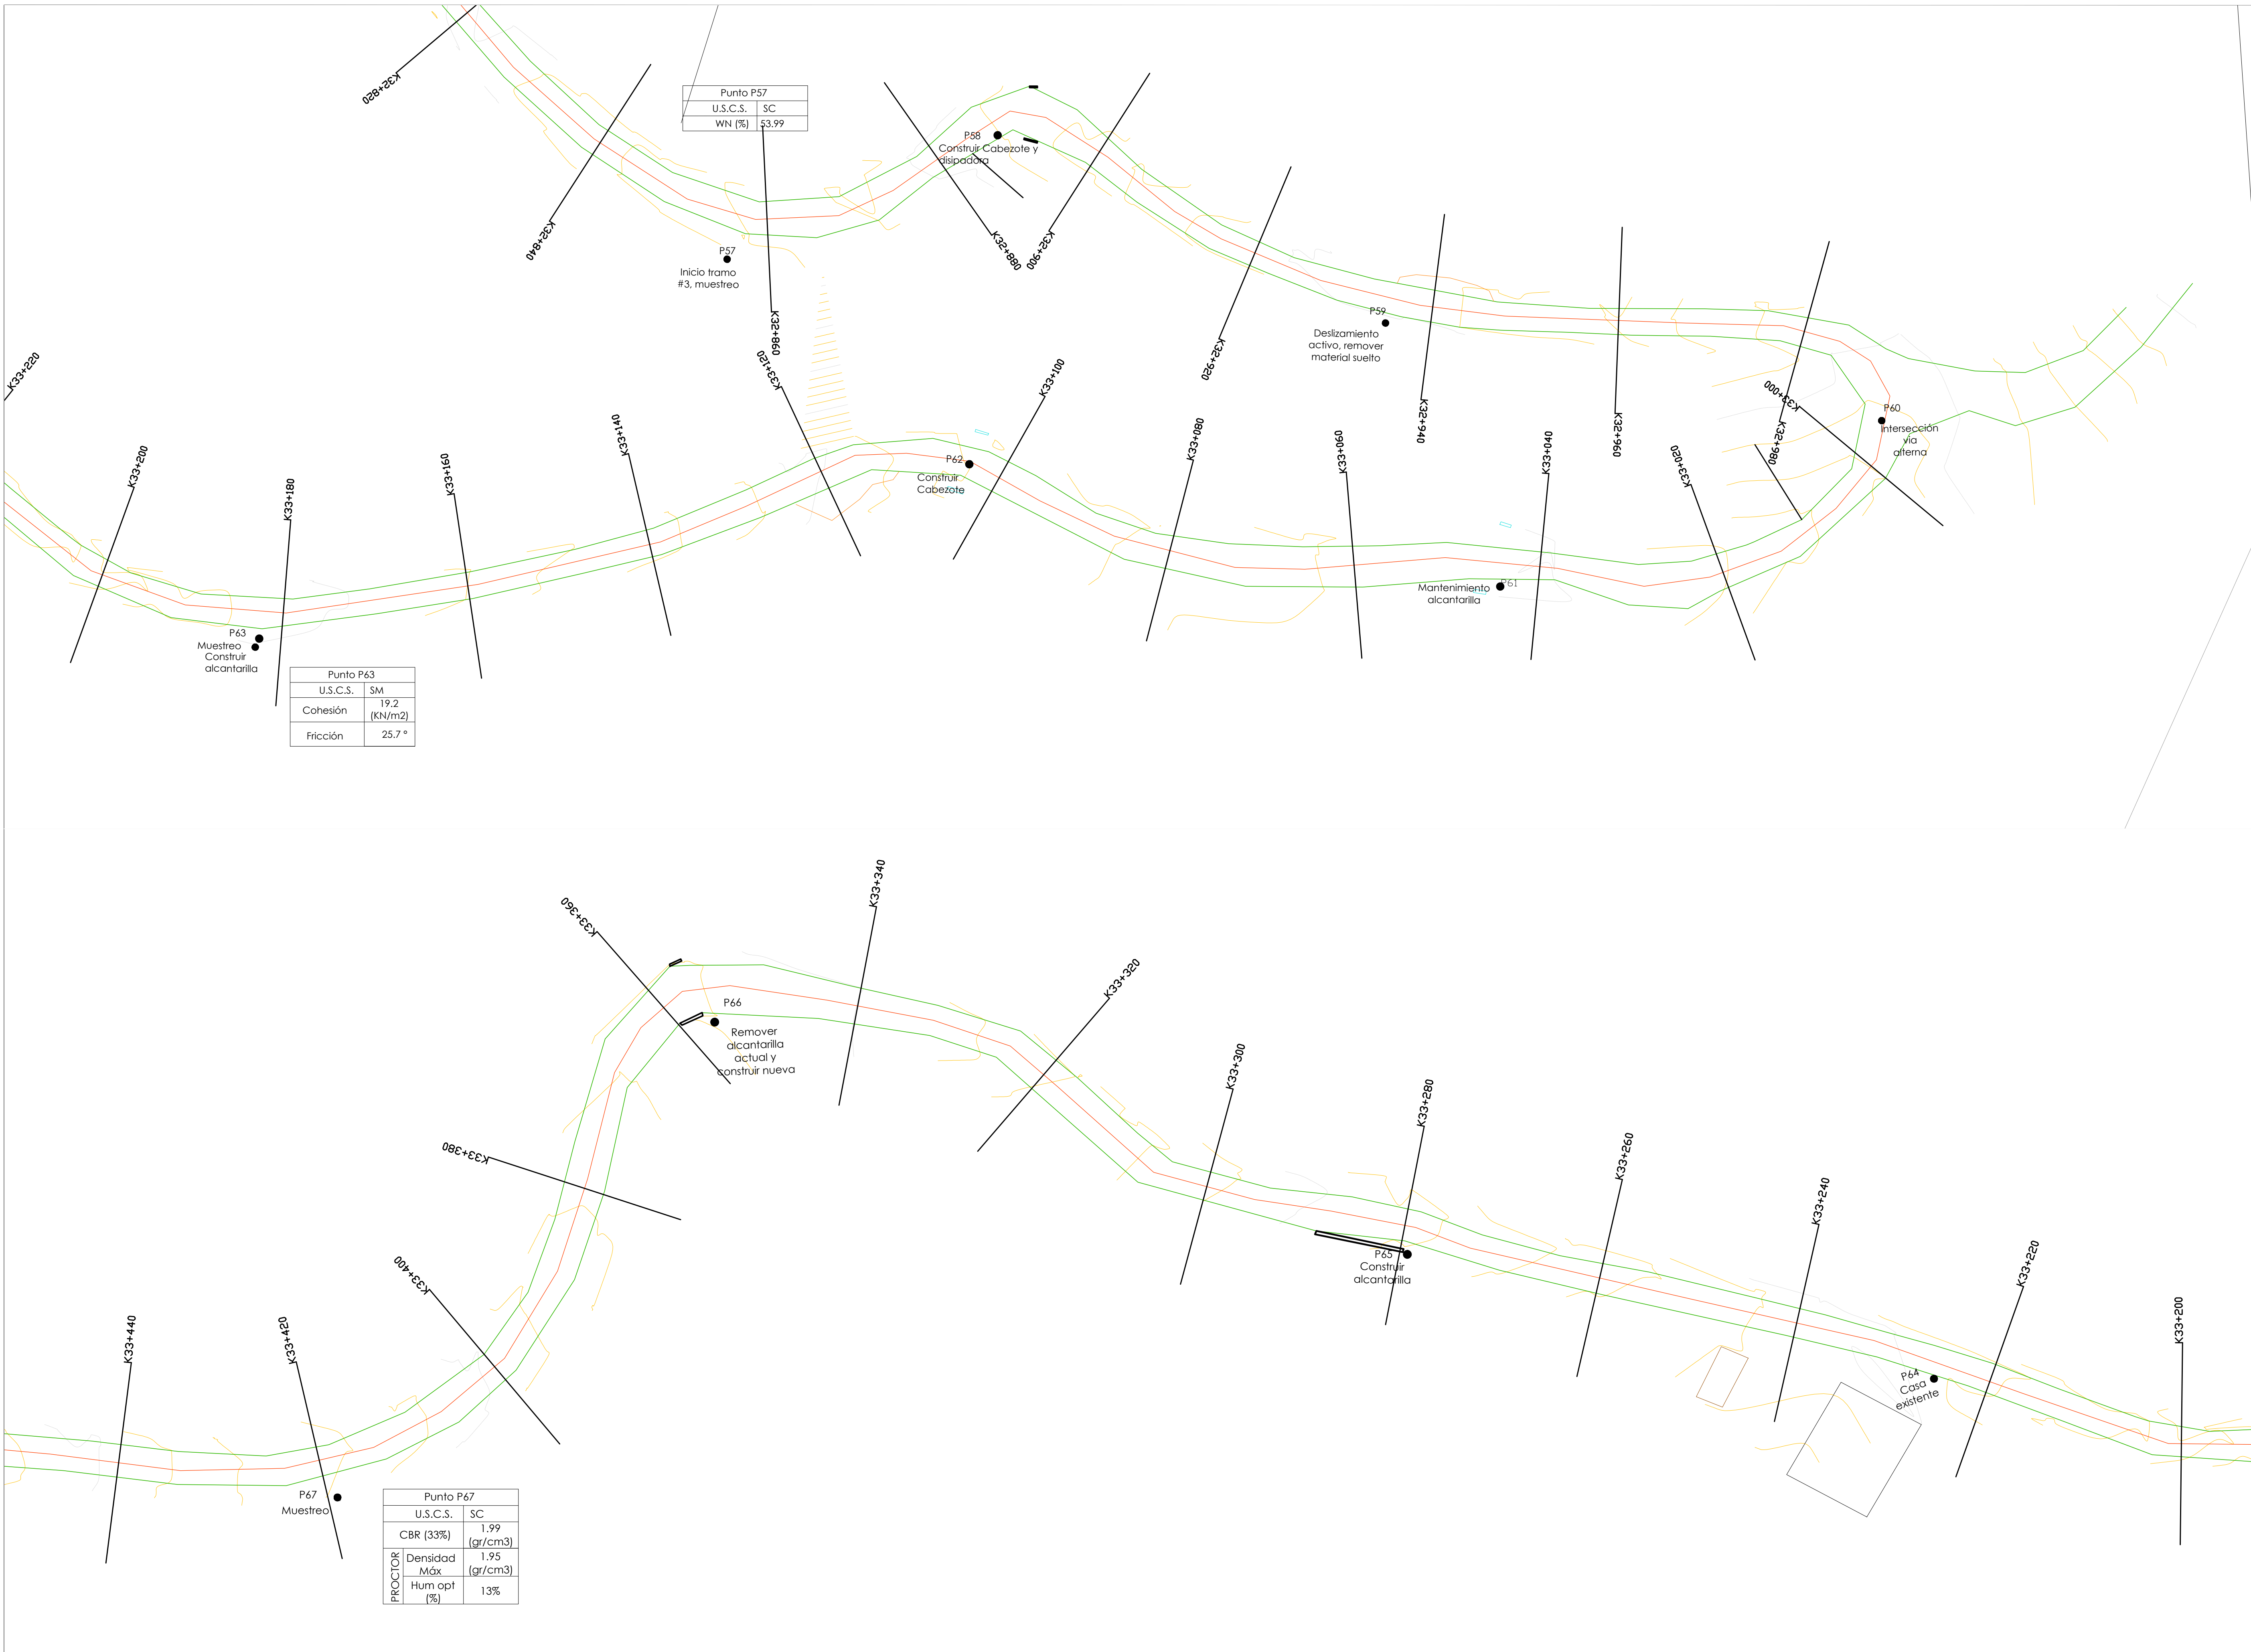 K32+820
K32+840
Punto P57
U.S.C.S. SC
WN (%) 53.99
P57
Inicio tramo
#3, muestreo
K32+860
P58
Construir Cabezote y
disipadora
K32+880
K32+900
K32+920
P59
Deslizamiento
activo, remover
material suelto
K32+940
K32+960
K32+980
K33+000
P60
Intersección
via
alterna
K33+020
K33+040
P61
Mantenimiento
alcantarilla
K33+060
K33+080
K33+100
P62
Construir
Cabezote
K33+120
K33+140
K33+160
K33+180
K33+200
K33+220
P63
Muestreo
Construir
alcantarilla
Punto P63
U.S.C.S. SM
Cohesión 19.2
(KN/m2)
Fricción 25.7 °
K33+340
K33+360
P66
Remover
alcantarilla
actual y
construir nueva
K33+320
K33+300
K33+280
P65
Construir
alcantarilla
K33+260
K33+240
K33+220
P64
Casa
existente
K33+200
K33+380
K33+400
K33+420
K33+440
P67
Muestreo
Punto P67
U.S.C.S. SC
CBR (33%) 1.99
(gr/cm3)
PROCTOR
Densidad
Máx
1.95
(gr/cm3)
Hum opt
(%)
13%